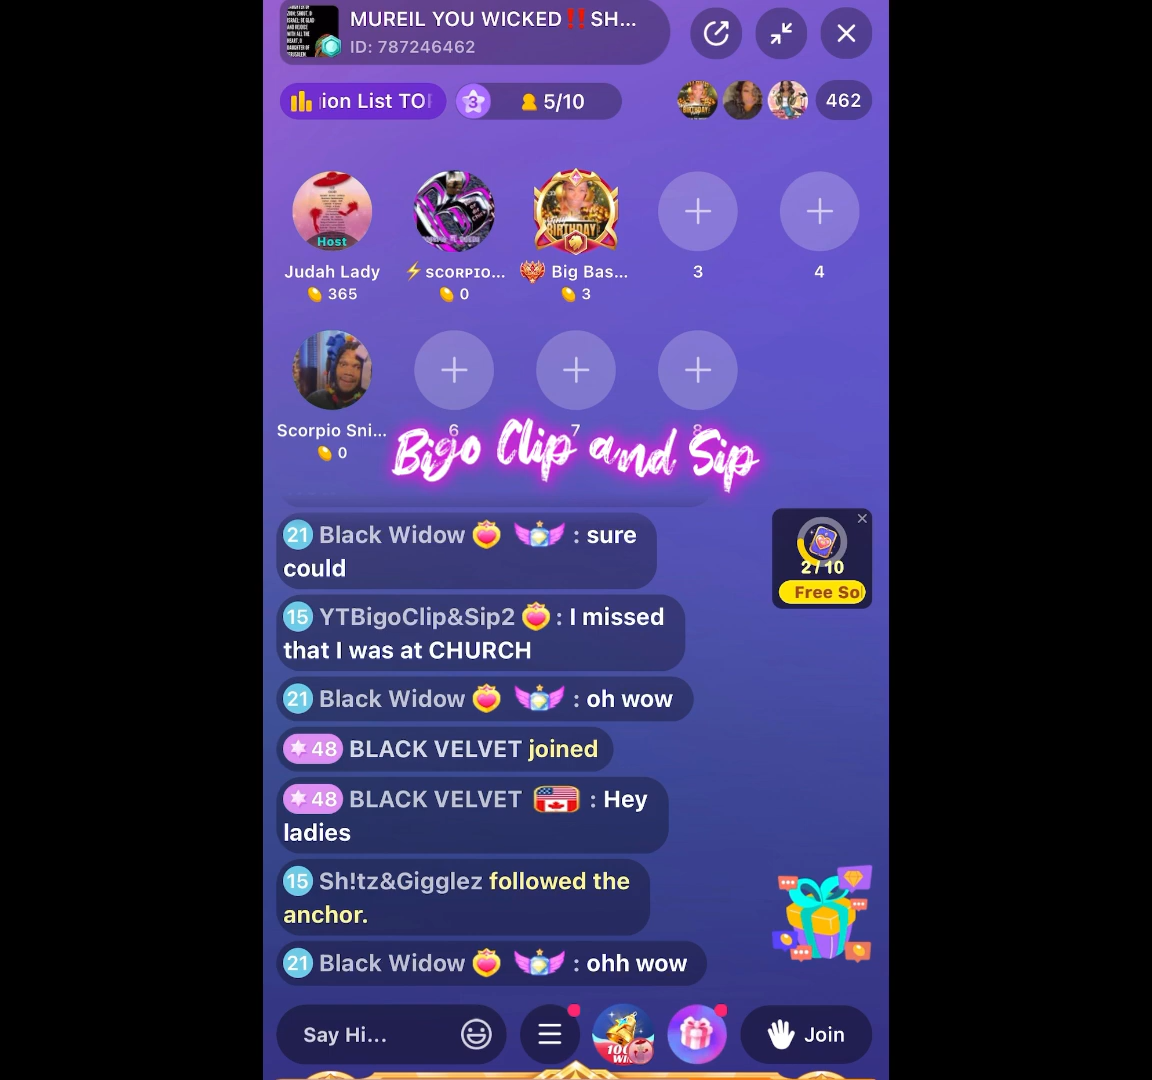 MUREIL YOU WICKED‼️SH...
ID: 787246462
ion List TO
3
5/10
462
Host
BIRTHDAY
Judah Lady
⚡ SCORPIO...
Big Bas...
3
4
365
0
3
Scorpio Sni...
6
7
8
0
Bigo Clip and Sip
21 Black Widow : sure
could
2/10
Free So
15 YTBigoClip&Sip2 : I missed
that I was at CHURCH
21 Black Widow : oh wow
48 BLACK VELVET joined
48 BLACK VELVET : Hey
ladies
15 Sh!tz&Gigglez followed the
anchor.
21 Black Widow : ohh wow
Say Hi...
Join